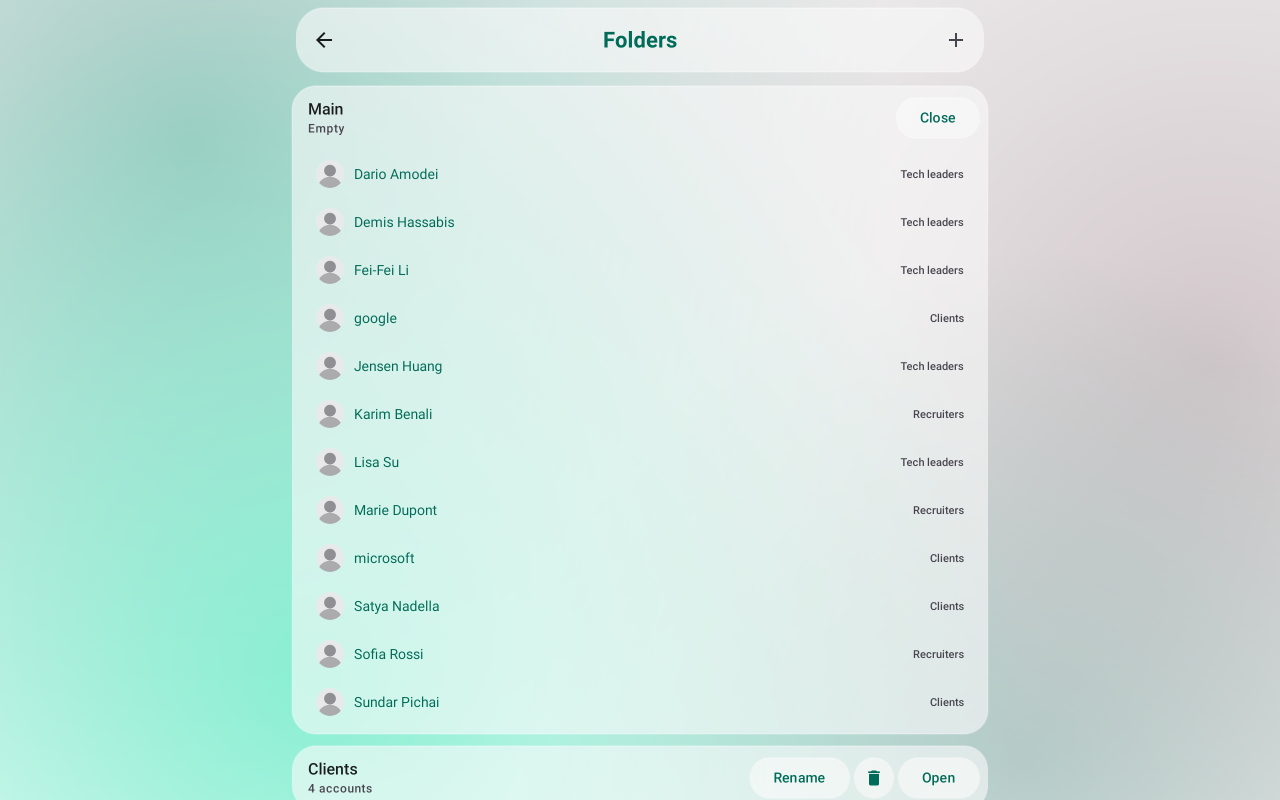 Folders
Main
Empty
Close
Dario Amodei
Tech leaders
Demis Hassabis
Tech leaders
Fei-Fei Li
Tech leaders
google
Clients
Jensen Huang
Tech leaders
Karim Benali
Recruiters
Lisa Su
Tech leaders
Marie Dupont
Recruiters
microsoft
Clients
Satya Nadella
Clients
Sofia Rossi
Recruiters
Sundar Pichai
Clients
Clients
4 accounts
Rename
Open